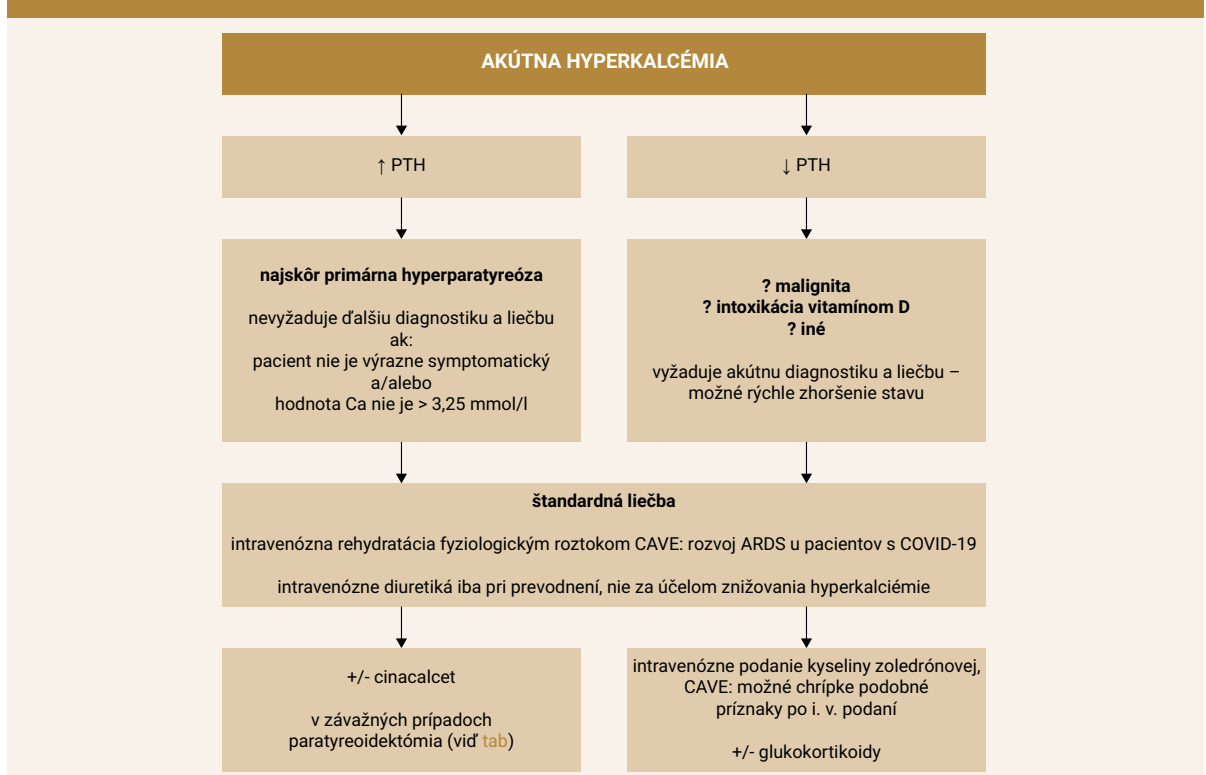 AKÚTNA HYPERKALCÉMIA
↑ PTH
↓ PTH
najskôr primárna hyperparatyreóza
nevyžaduje ďalšiu diagnostiku a liečbu
ak:
pacient nie je výrazne symptomatický
a/alebo
hodnota Ca nie je > 3,25 mmol/l
? malignita
? intoxikácia vitamínom D
? iné
vyžaduje akútnu diagnostiku a liečbu –
možné rýchle zhoršenie stavu
štandardná liečba
intravenózna rehydratácia fyziologickým roztokom CAVE: rozvoj ARDS u pacientov s COVID-19
intravenózne diuretiká iba pri prevodnení, nie za účelom znižovania hyperkalciémie
+/- cinacalcet
v závažných prípadoch
paratyreoidektómia (viď tab)
intravenózne podanie kyseliny zoledrónovej,
CAVE: možné chrípke podobné
príznaky po i. v. podaní
+/- glukokortikoidy